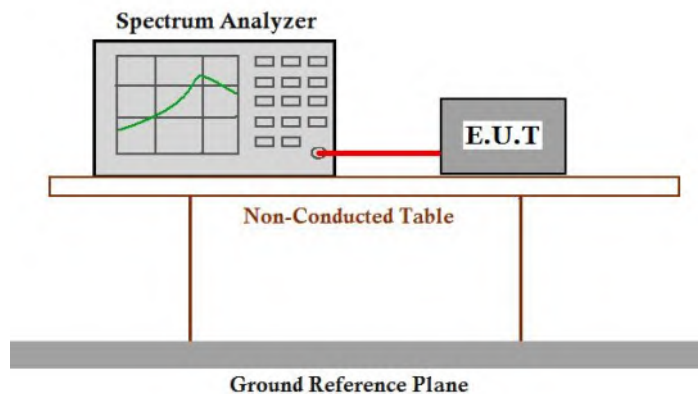 Spectrum Analyzer
E.U.T
Non-Conducted Table
Ground Reference Plane